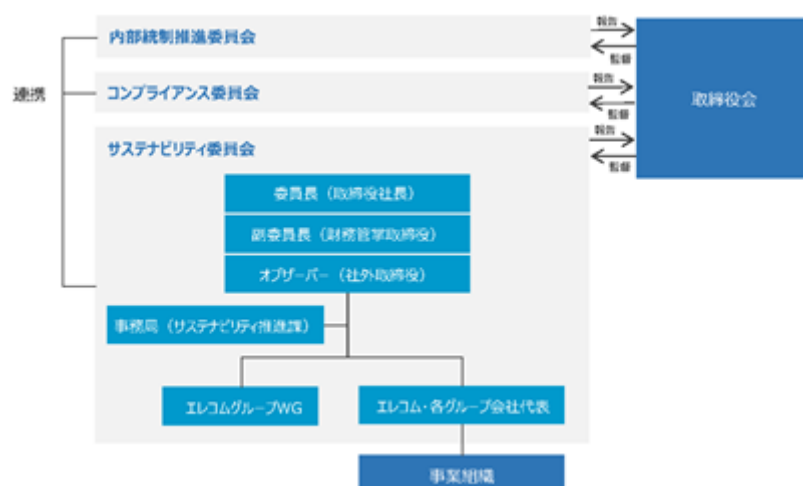 内部統制推進委員会
報告
監督
連携
コンプライアンス委員会
報告
監督
取締役会
サステナビリティ委員会
報告
監督
委員長（取締役社長）
副委員長（財務管掌取締役）
オブザーバー（社外取締役）
事務局（サステナビリティ推進課）
エレコムグループWG
エレコム・各グループ会社代表
事業組織